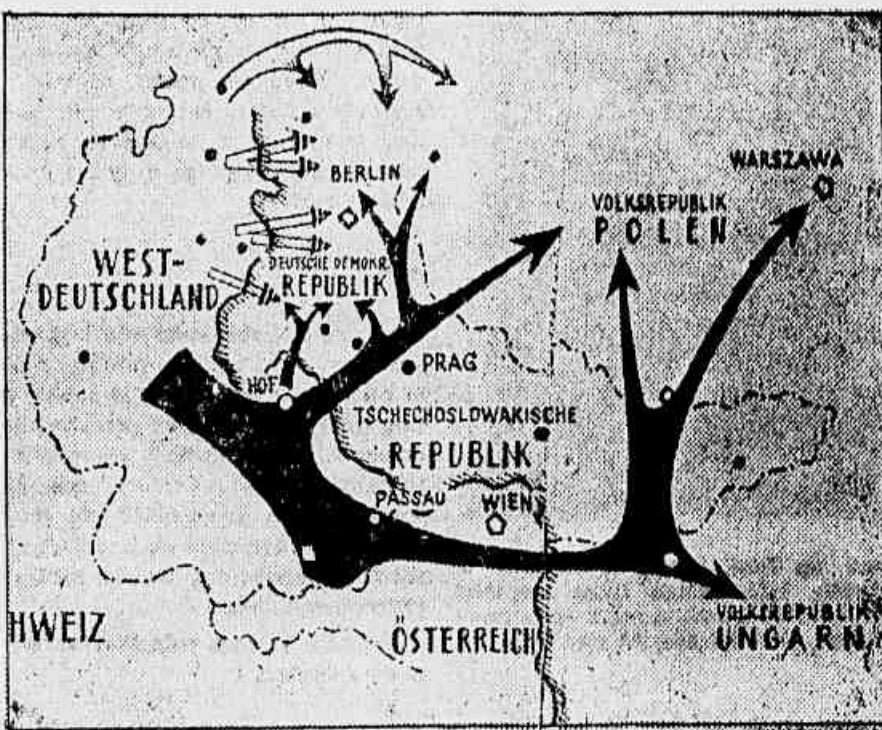 BERLIN
WARSZAWA
VOLKSREPUBLIK
POLEN
WEST-
DEUTSCHLAND
DEUTSCHE DEMOKR.
REPUBLIK
HOF
PRAG
TSCHECHOSLOWAKISCHE
REPUBLIK
PASSAU
WIEN
HWEIZ
ÖSTERREICH
VOLKSREPUBLIK
UNGARN